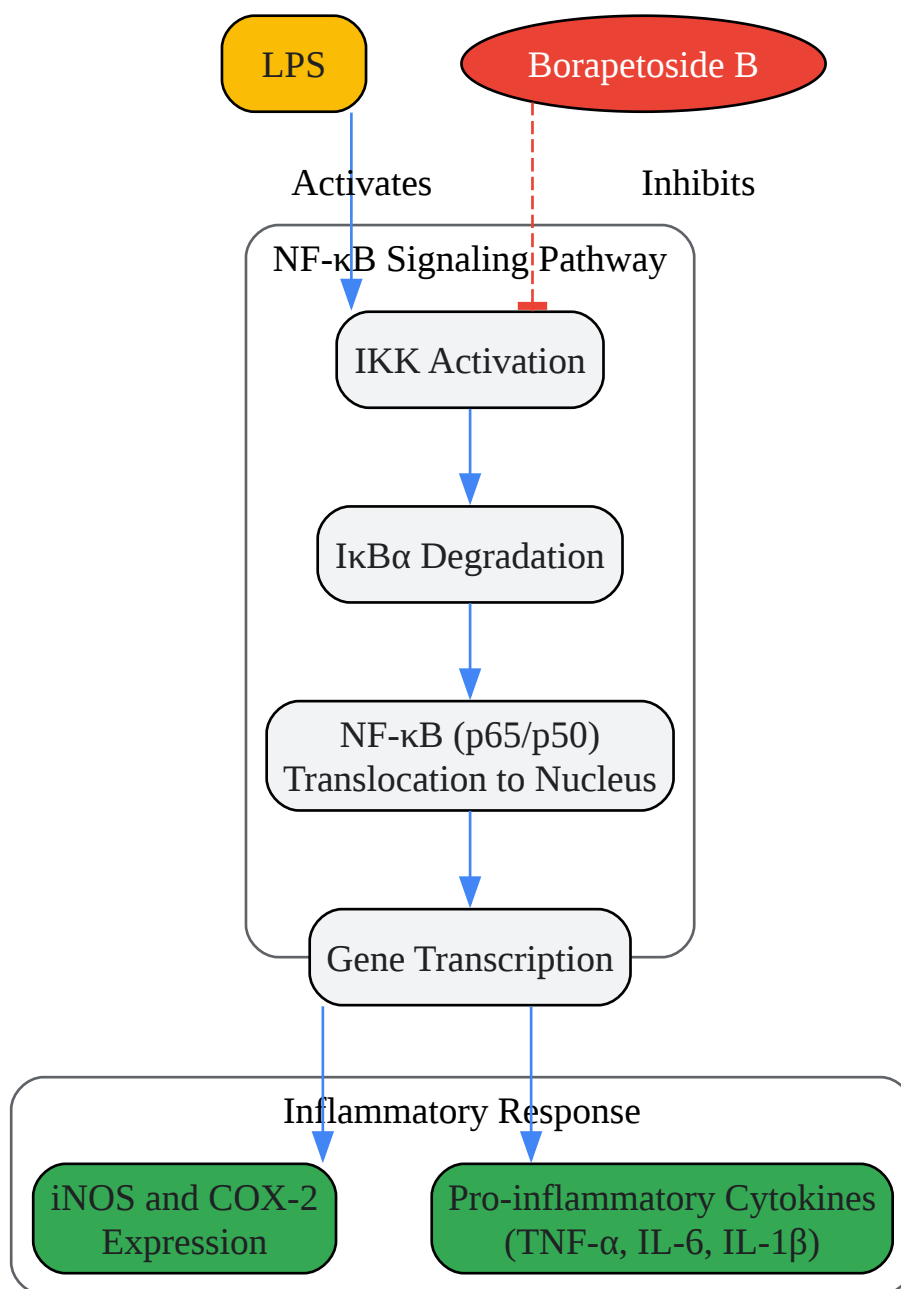 LPS
Borapetoside B
Activates
Inhibits
NF-κB Signaling Pathway
IKK Activation
IκBα Degradation
NF-κB (p65/p50)
Translocation to Nucleus
Gene Transcription
Inflammatory Response
iNOS and COX-2
Expression
Pro-inflammatory Cytokines
(TNF-α, IL-6, IL-1β)